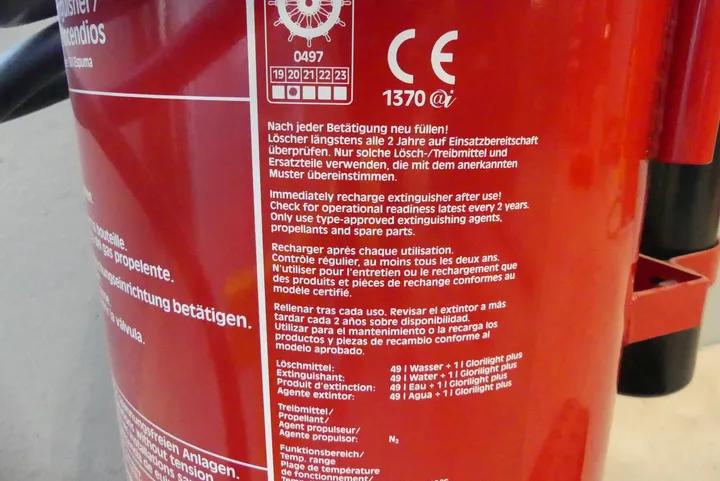 incendios
Espuma
0497
19 20 21 22 23
CE
1370 @i
Nach jeder Betätigung neu füllen!
Löscher längstens alle 2 Jahre auf Einsatzbereitschaft
überprüfen. Nur solche Lösch-/Treibmittel und
Ersatzteile verwenden, die mit dem anerkannten
Muster übereinstimmen.
Immediately recharge extinguisher after use!
Check for operational readiness latest every 2 years.
Only use type-approved extinguishing agents,
propellants and spare parts.
Recharger après chaque utilisation.
Contrôle régulier, au moins tous les deux ans.
N'utiliser pour l'entretien ou le rechargement que
des produits et pièces de rechange conformes au
modèle certifié.
Rellenar tras cada uso. Revisar el extintor a más
tardar cada 2 años sobre disponibilidad.
Utilizar para el mantenimiento o la recarga los
productos y piezas de recambio conforme al
modelo aprobado.
Löschmittel: 49 l Wasser + 1 l Glorilight plus
Extinguishant: 49 l Water + 1 l Glorilight plus
Produit d'extinction: 49 l Eau + 1 l Glorilight plus
Agente extintor: 49 l Agua + 1 l Glorilight plus
Treibmittel/
Propellant/
Agent propulseur/
Agente propulsor: N₂
Funktionsbereich/
Temp. range
Plage de température
de fonctionnement/
bouteille.
de gas propelente.
betätigen.
la válvula.
Anlagen.
without tension